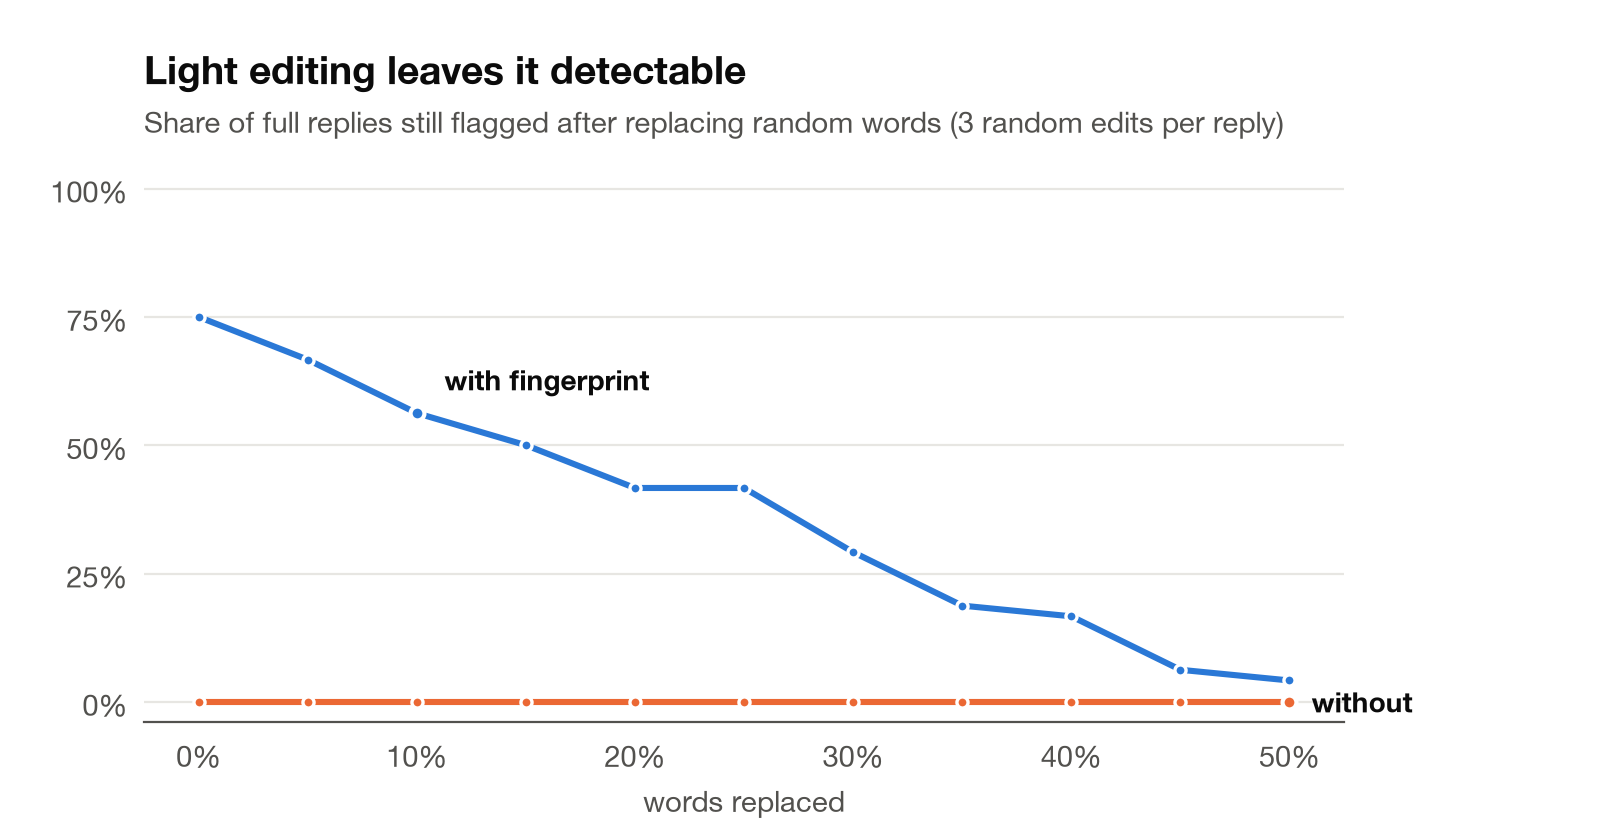 Light editing leaves it detectable
Share of full replies still flagged after replacing random words (3 random edits per reply)
100%
75%
with fingerprint
50%
25%
0%
without
0% 10% 20% 30% 40% 50%
words replaced